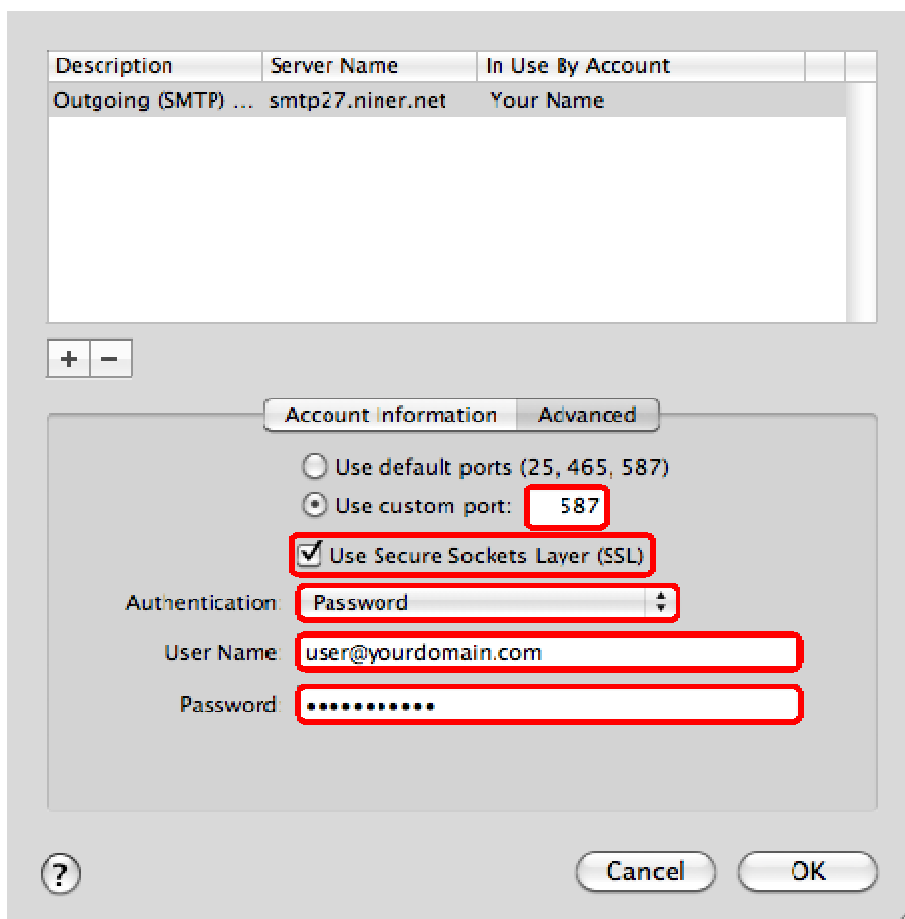 Description Server Name In Use By Account
Outgoing (SMTP) ... smtp27.niner.net Your Name
+ −
Account Information Advanced
Use default ports (25, 465, 587)
Use custom port: 587
Use Secure Sockets Layer (SSL)
Authentication: Password
User Name: user@yourdomain.com
Password: •••••••••••
? Cancel OK